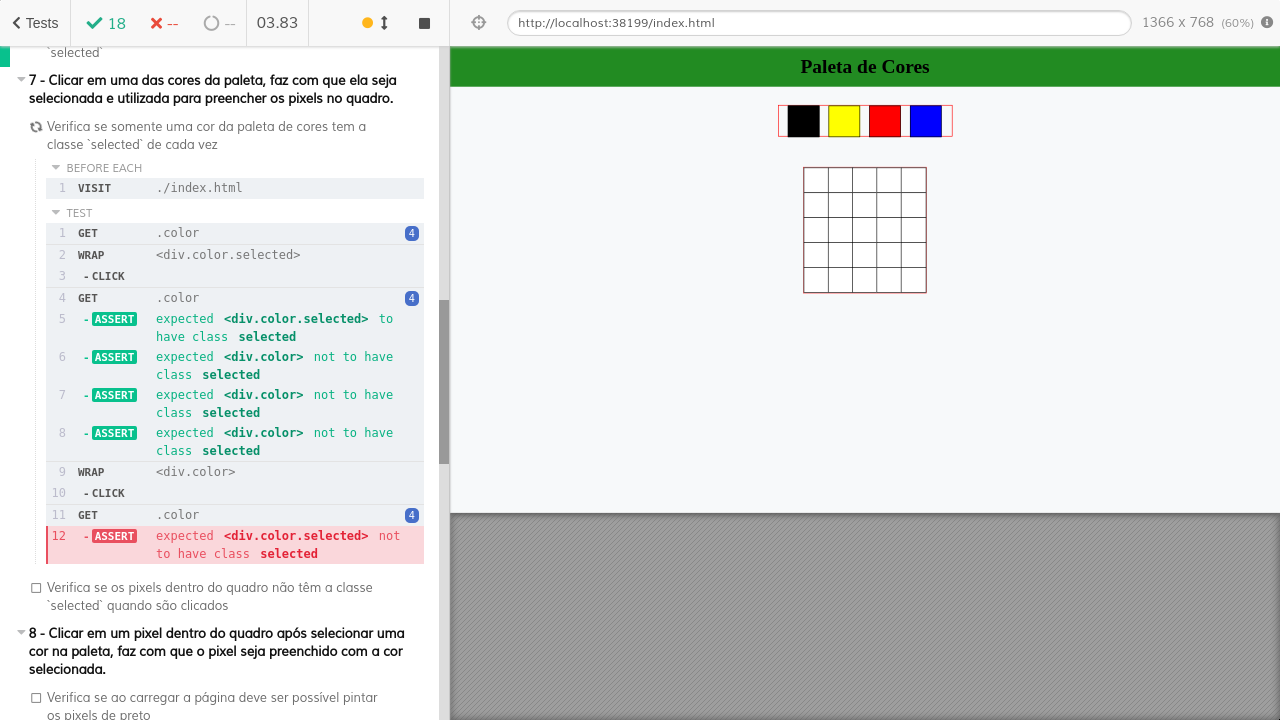 Tests
18
--
--
03.83
http://localhost:38199/index.html
1366 x 768 (60%)
`selected`
7 - Clicar em uma das cores da paleta, faz com que ela seja
selecionada e utilizada para preencher os pixels no quadro.
Verifica se somente uma cor da paleta de cores tem a
classe `selected` de cada vez
BEFORE EACH
1 VISIT ./index.html
TEST
1 GET .color 4
2 WRAP <div.color.selected>
3 -CLICK
4 GET .color 4
5 -ASSERT expected <div.color.selected> to
have class selected
6 -ASSERT expected <div.color> not to have
class selected
7 -ASSERT expected <div.color> not to have
class selected
8 -ASSERT expected <div.color> not to have
class selected
9 WRAP <div.color>
10 -CLICK
11 GET .color 4
12 -ASSERT expected <div.color.selected> not
to have class selected
Verifica se os pixels dentro do quadro não têm a classe
`selected` quando são clicados
8 - Clicar em um pixel dentro do quadro após selecionar uma
cor na paleta, faz com que o pixel seja preenchido com a cor
selecionada.
Verifica se ao carregar a página deve ser possível pintar
os pixels de preto
Paleta de Cores